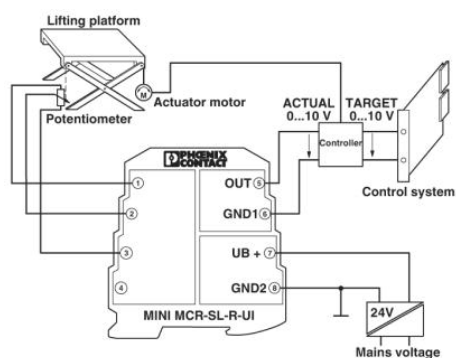 Lifting platform
M
Actuator motor
Potentiometer
ACTUAL TARGET
0...10 V 0...10 V
Controller
Control system
PHŒNIX
CONTACT
1
OUT 5
2
GND1 6
3
UB + 7
4
GND2 8
MINI MCR-SL-R-UI
24V
Mains voltage